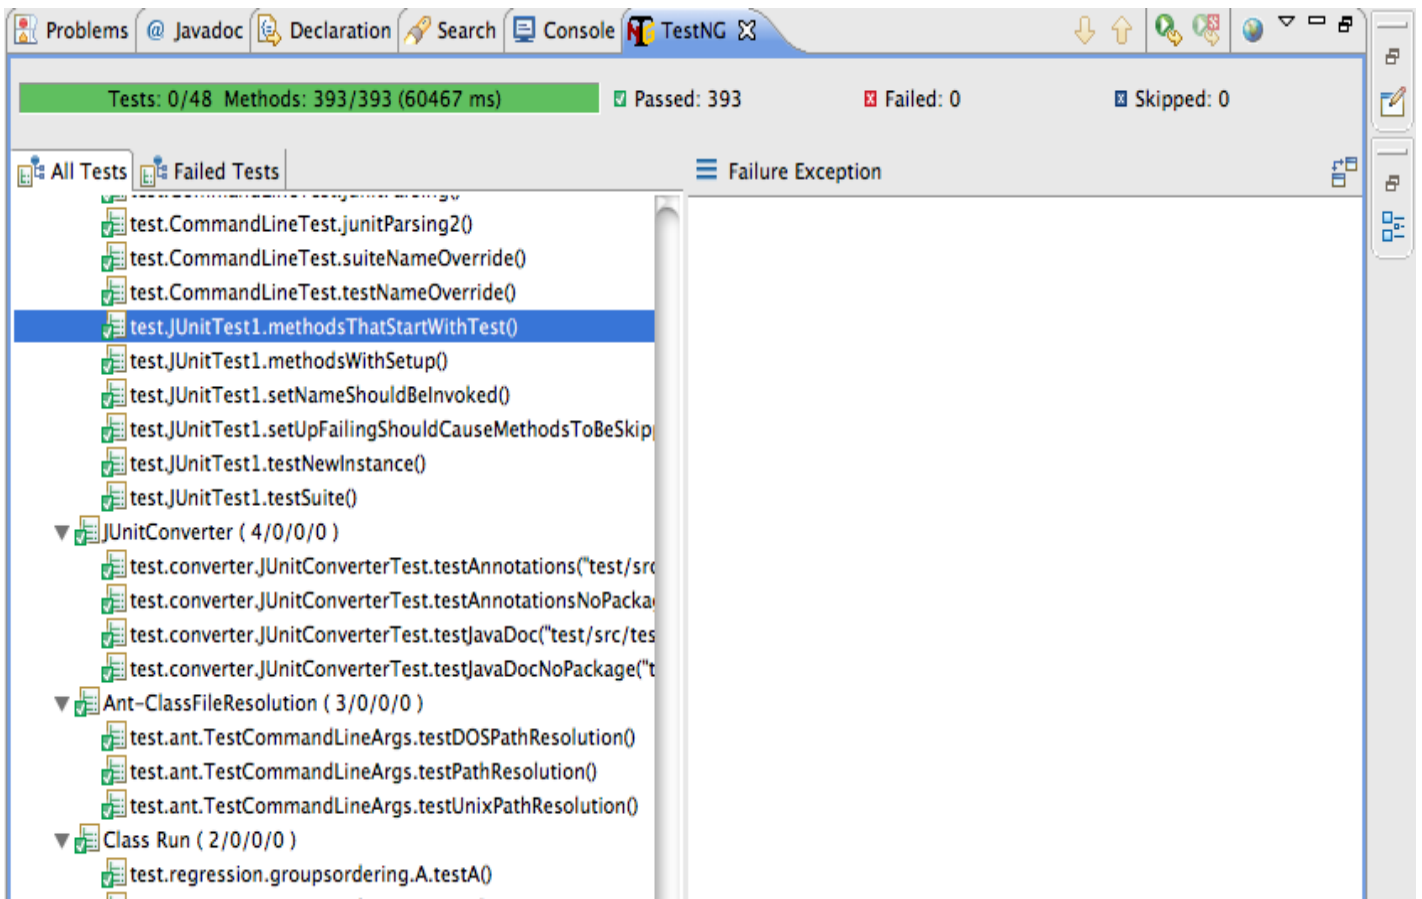 Problems @ Javadoc Declaration Search Console TestNG
Tests: 0/48 Methods: 393/393 (60467 ms) Passed: 393 Failed: 0 Skipped: 0
All Tests Failed Tests Failure Exception
test.CommandLineTest.junitParsing()
test.CommandLineTest.junitParsing2()
test.CommandLineTest.suiteNameOverride()
test.CommandLineTest.testNameOverride()
test.JUnitTest1.methodsThatStartWithTest()
test.JUnitTest1.methodsWithSetup()
test.JUnitTest1.setNameShouldBeInvoked()
test.JUnitTest1.setUpFailingShouldCauseMethodsToBeSkip
test.JUnitTest1.testNewInstance()
test.JUnitTest1.testSuite()
JUnitConverter ( 4/0/0/0 )
test.converter.JUnitConverterTest.testAnnotations("test/src
test.converter.JUnitConverterTest.testAnnotationsNoPacka
test.converter.JUnitConverterTest.testJavaDoc("test/src/tes
test.converter.JUnitConverterTest.testJavaDocNoPackage("t
Ant-ClassFileResolution ( 3/0/0/0 )
test.ant.TestCommandLineArgs.testDOSPathResolution()
test.ant.TestCommandLineArgs.testPathResolution()
test.ant.TestCommandLineArgs.testUnixPathResolution()
Class Run ( 2/0/0/0 )
test.regression.groupsordering.A.testA()